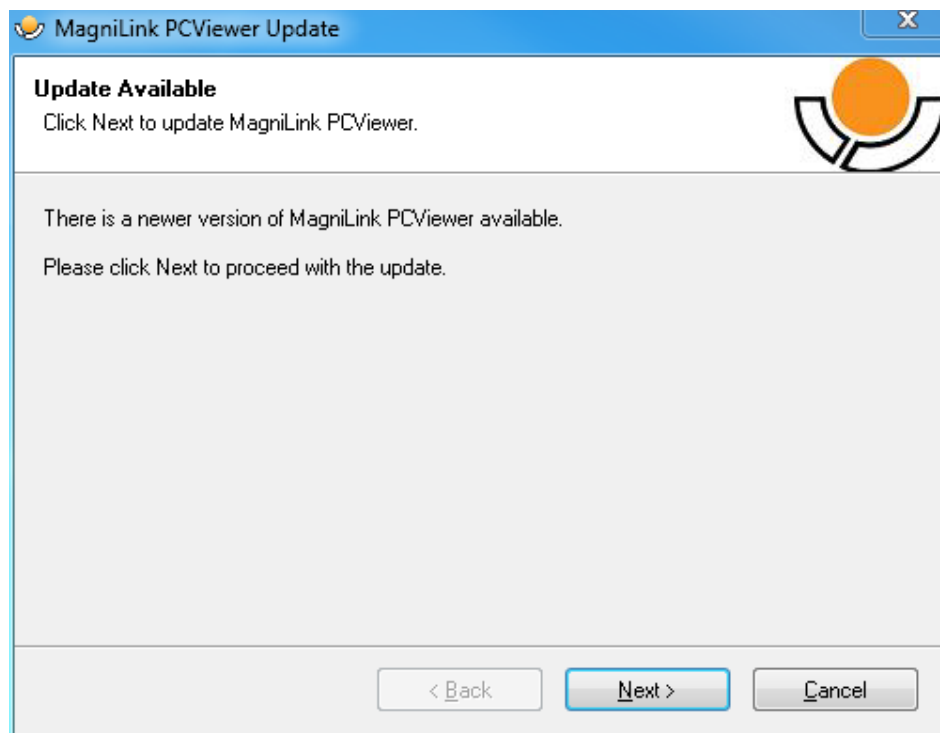 MagniLink PCViewer Update
X
Update Available
Click Next to update MagniLink PCViewer.
There is a newer version of MagniLink PCViewer available.
Please click Next to proceed with the update.
< Back
Next >
Cancel